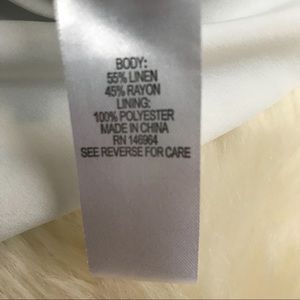 BODY:
55% LINEN
45% RAYON
LINING:
100% POLYESTER
MADE IN CHINA
RN 146964
SEE REVERSE FOR CARE